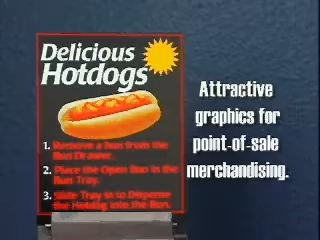 Delicious
Hotdogs
1. Remove a bun from the
Bun Drawer.
2. Place the Open Bun in the
Bun Tray.
3. Slide Tray in to Dispense
the Hotdog into the Bun.
Attractive
graphics for
point-of-sale
merchandising.